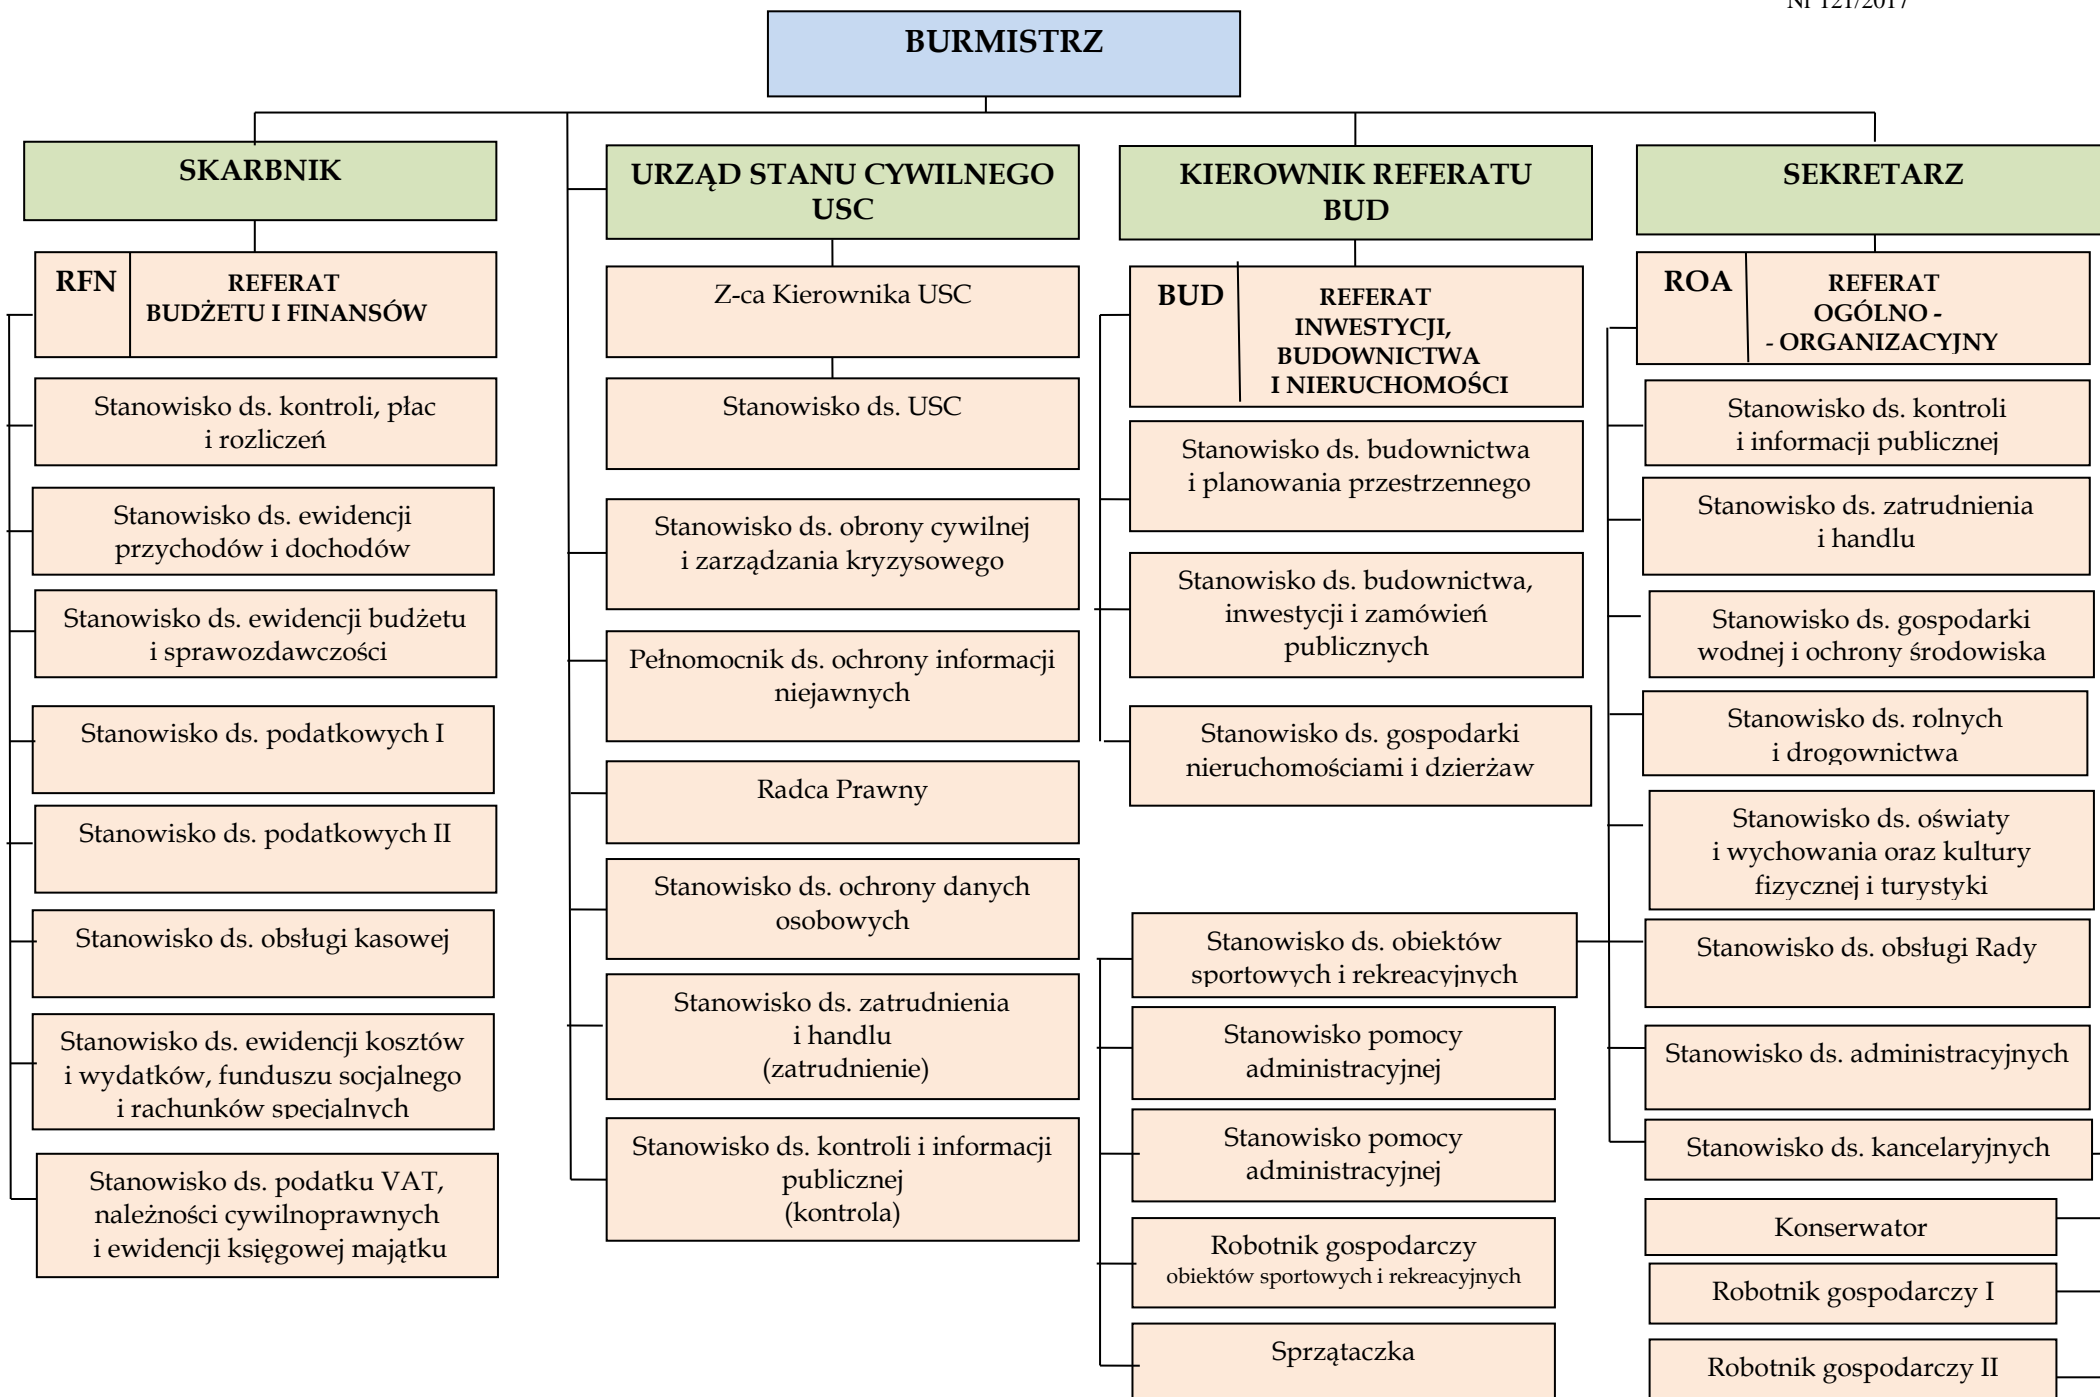 Nr 121/2017
BURMISTRZ
SKARBNIK
RFN
REFERAT
BUDŻETU I FINANSÓW
Stanowisko ds. kontroli, płac
i rozliczeń
Stanowisko ds. ewidencji
przychodów i dochodów
Stanowisko ds. ewidencji budżetu
i sprawozdawczości
Stanowisko ds. podatkowych I
Stanowisko ds. podatkowych II
Stanowisko ds. obsługi kasowej
Stanowisko ds. ewidencji kosztów
i wydatków, funduszu socjalnego
i rachunków specjalnych
Stanowisko ds. podatku VAT,
należności cywilnoprawnych
i ewidencji księgowej majątku
URZĄD STANU CYWILNEGO
USC
Z-ca Kierownika USC
Stanowisko ds. USC
Stanowisko ds. obrony cywilnej
i zarządzania kryzysowego
Pełnomocnik ds. ochrony informacji
niejawnych
Radca Prawny
Stanowisko ds. ochrony danych
osobowych
Stanowisko ds. zatrudnienia
i handlu
(zatrudnienie)
Stanowisko ds. kontroli i informacji
publicznej
(kontrola)
KIEROWNIK REFERATU
BUD
BUD
REFERAT
INWESTYCJI,
BUDOWNICTWA
I NIERUCHOMOŚCI
Stanowisko ds. budownictwa
i planowania przestrzennego
Stanowisko ds. budownictwa,
inwestycji i zamówień
publicznych
Stanowisko ds. gospodarki
nieruchomościami i dzierżaw
Stanowisko ds. obiektów
sportowych i rekreacyjnych
Stanowisko pomocy
administracyjnej
Stanowisko pomocy
administracyjnej
Robotnik gospodarczy
obiektów sportowych i rekreacyjnych
Sprzątaczka
SEKRETARZ
ROA
REFERAT
OGÓLNO -
- ORGANIZACYJNY
Stanowisko ds. kontroli
i informacji publicznej
Stanowisko ds. zatrudnienia
i handlu
Stanowisko ds. gospodarki
wodnej i ochrony środowiska
Stanowisko ds. rolnych
i drogownictwa
Stanowisko ds. oświaty
i wychowania oraz kultury
fizycznej i turystyki
Stanowisko ds. obsługi Rady
Stanowisko ds. administracyjnych
Stanowisko ds. kancelaryjnych
Konserwator
Robotnik gospodarczy I
Robotnik gospodarczy II